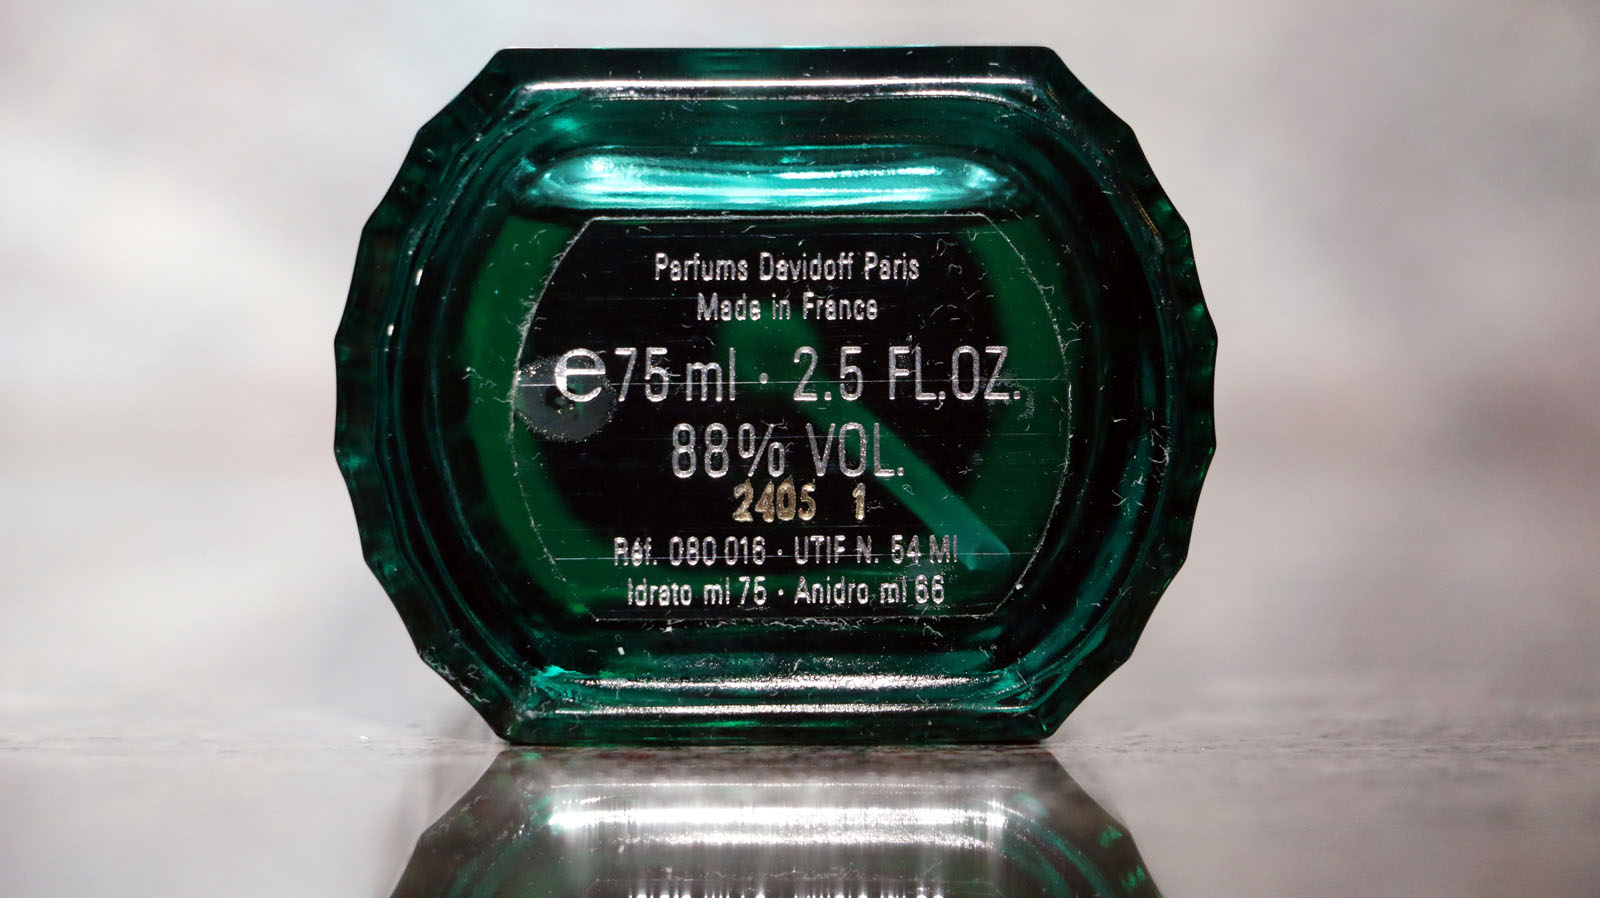 Parfums Davidoff Paris
Made in France
℮ 75 ml · 2.5 FL.OZ.
88% VOL.
2405 1
Réf. 080 016 · UTIF N. 54 MI
Idrato ml 75 · Anidro ml 66